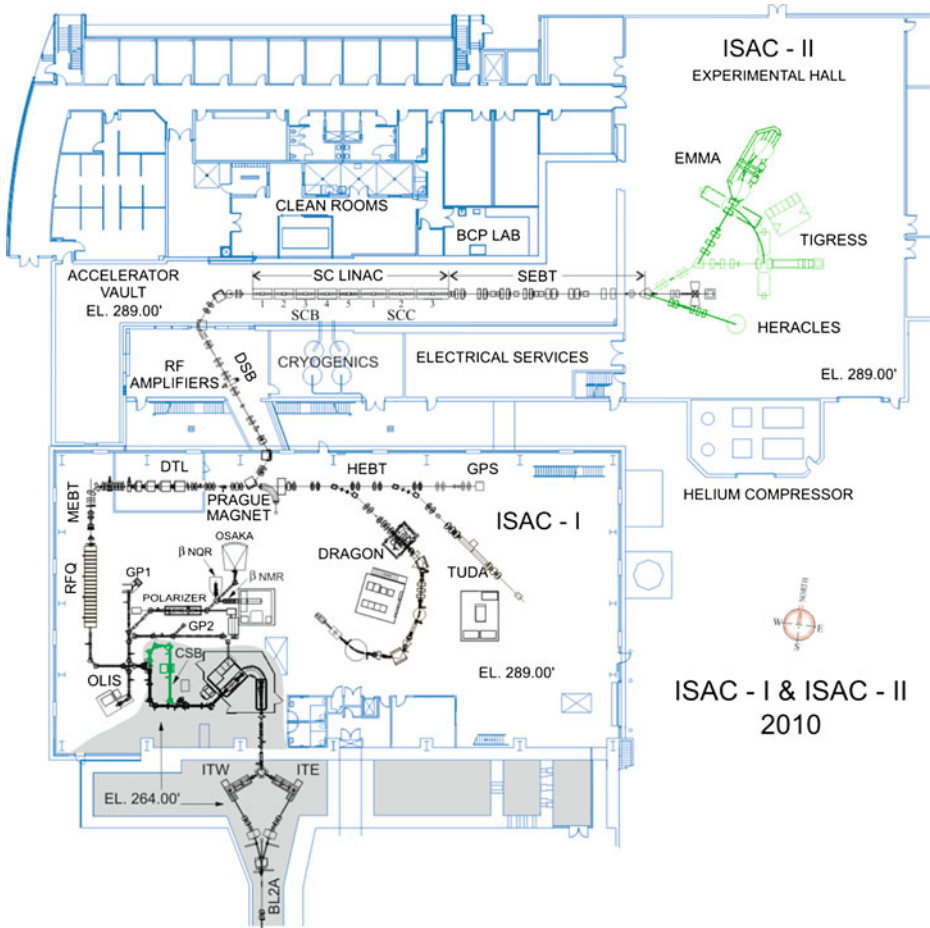 ISAC - II
EXPERIMENTAL HALL
EMMA
CLEAN ROOMS
BCP LAB
TIGRESS
ACCELERATOR
VAULT
EL. 289.00'
SC LINAC
SEBT
2 3 4 5 1 2 3
SCB
SCC
HERACLES
RF
AMPLIFIERS
DSB
CRYOGENICS
ELECTRICAL SERVICES
EL. 289.00'
MEBT
DTL
PRAGUE
MAGNET
HEBT
GPS
HELIUM COMPRESSOR
ISAC - I
OSAKA
β NQR
β NMR
DRAGON
TUDA
RFQ
GP1
POLARIZER
GP2
NORTH
W
E
S
CSB
OLIS
EL. 289.00'
ISAC - I & ISAC - II
2010
ITW
ITE
EL. 264.00'
BL2A